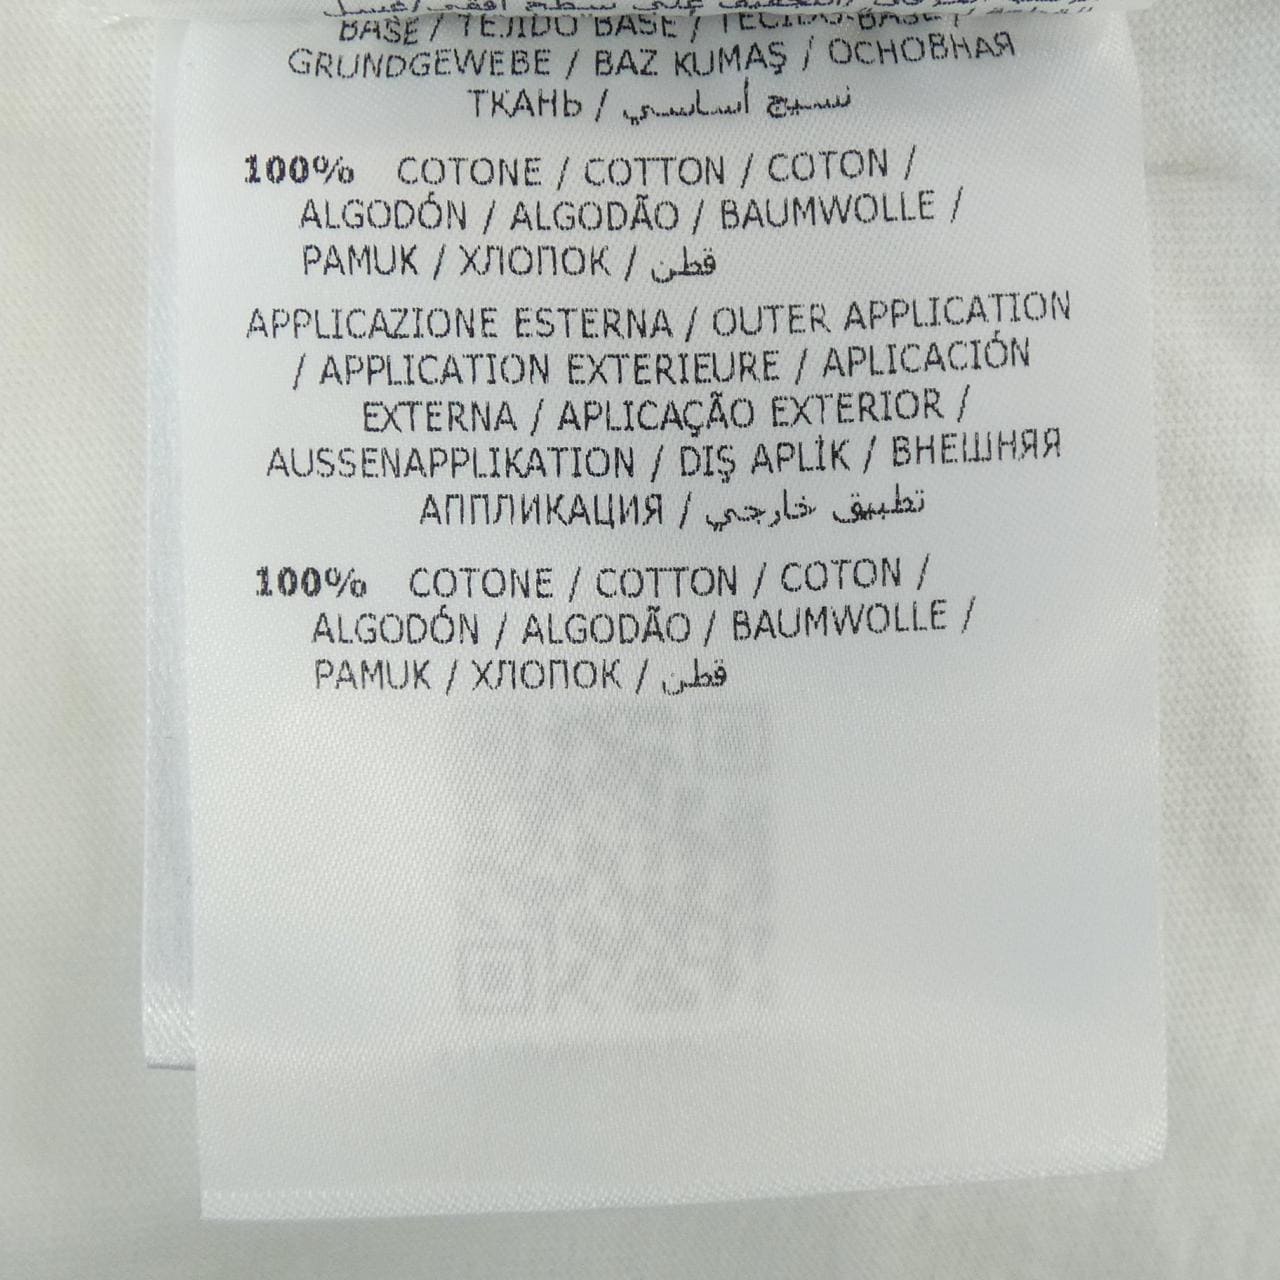 BASE / TEJIDO BASE / TECIDO-BASE /
GRUNDGEWEBE / BAZ KUMAŞ / ОСНОВНАЯ
ТКАНЬ / نسيج أساسي
100% COTONE / COTTON / COTON /
ALGODÓN / ALGODÃO / BAUMWOLLE /
PAMUK / ХЛОПОК / قطن
APPLICAZIONE ESTERNA / OUTER APPLICATION
/ APPLICATION EXTERIEURE / APLICACIÓN
EXTERNA / APLICAÇÃO EXTERIOR /
AUSSENAPPLIKATION / DIŞ APLİK / ВНЕШНЯЯ
АППЛИКАЦИЯ / تطبيق خارجي
100% COTONE / COTTON / COTON /
ALGODÓN / ALGODÃO / BAUMWOLLE /
PAMUK / ХЛОПОК / قطن